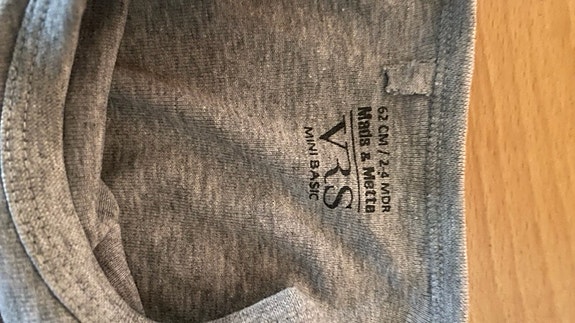 62 CM / 2.4 MDR
Mads & Mette
VRS
MINI BASIC